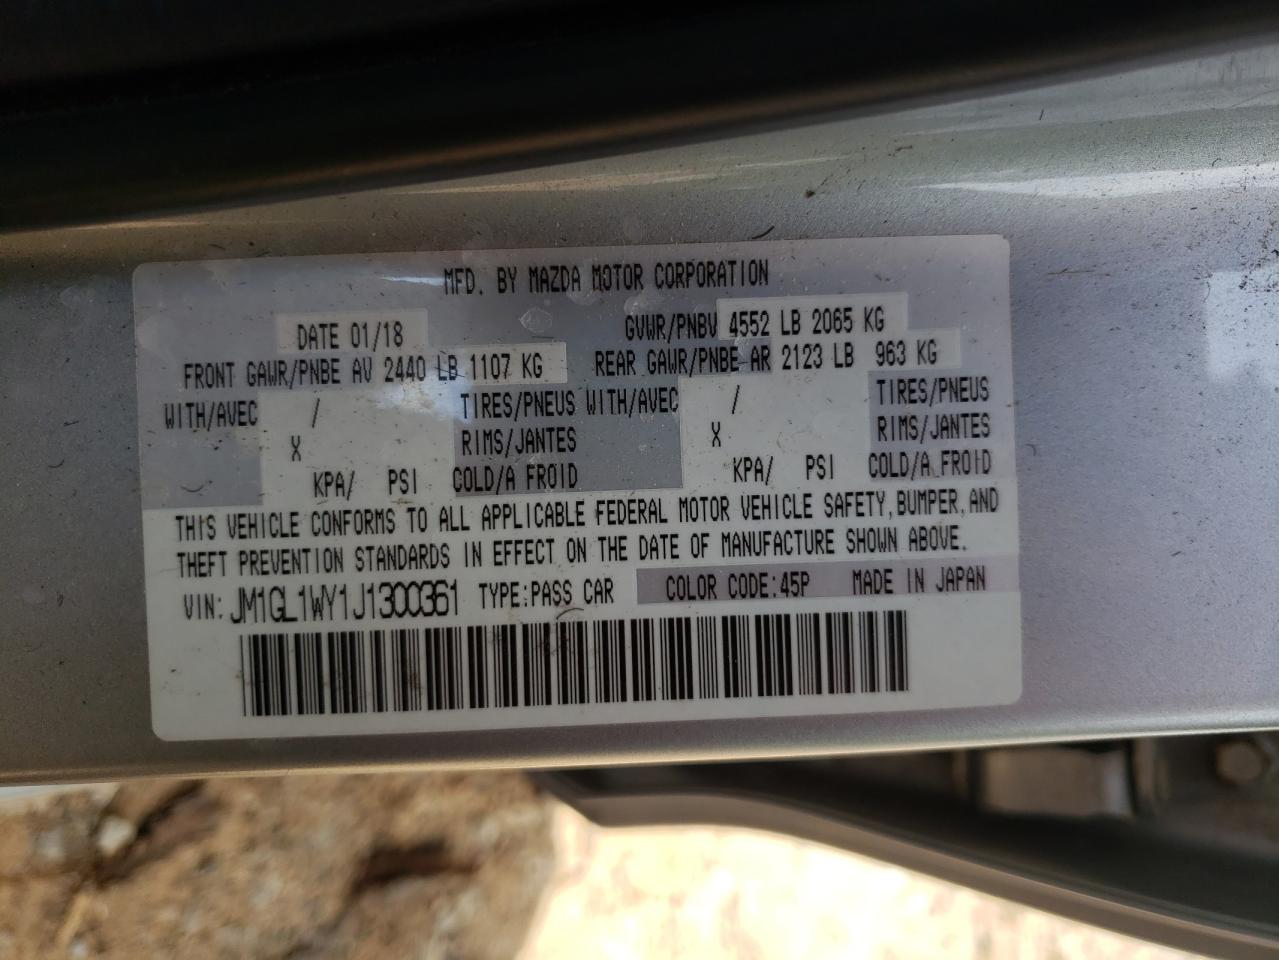 MFD. BY MAZDA MOTOR CORPORATION
DATE 01/18 GVWR/PNBV 4552 LB 2065 KG
FRONT GAWR/PNBE AV 2440 LB 1107 KG REAR GAWR/PNBE AR 2123 LB 963 KG
WITH/AVEC / TIRES/PNEUS WITH/AVEC / TIRES/PNEUS
X RIMS/JANTES X RIMS/JANTES
KPA/ PSI COLD/A FROID KPA/ PSI COLD/A FROID
THIS VEHICLE CONFORMS TO ALL APPLICABLE FEDERAL MOTOR VEHICLE SAFETY, BUMPER, AND
THEFT PREVENTION STANDARDS IN EFFECT ON THE DATE OF MANUFACTURE SHOWN ABOVE.
VIN: JM1GL1WY1J1300361 TYPE:PASS CAR COLOR CODE:45P MADE IN JAPAN